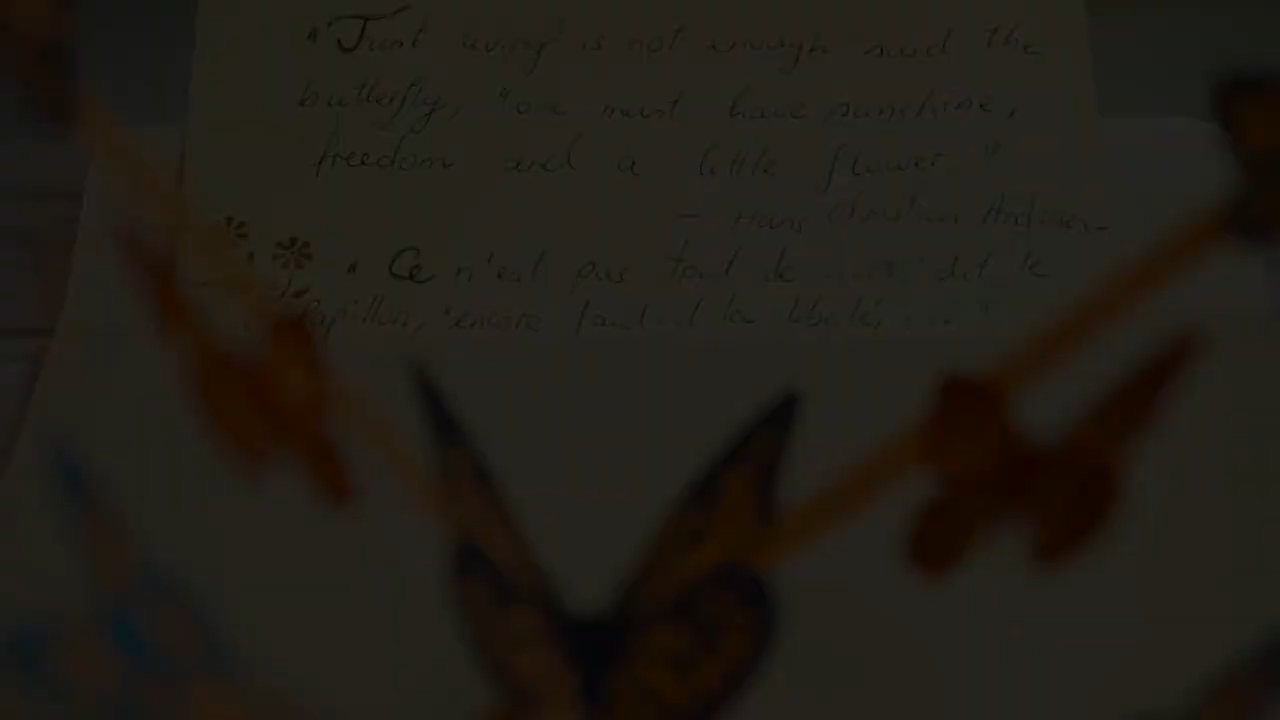 "Just living" is not enough said the
butterfly, "one must have sunshine,
freedom and a little flower"
— Hans Christian Andersen -
" Ce n'est pas tout de dit le
Papillon, "encore faut-il la liberté,